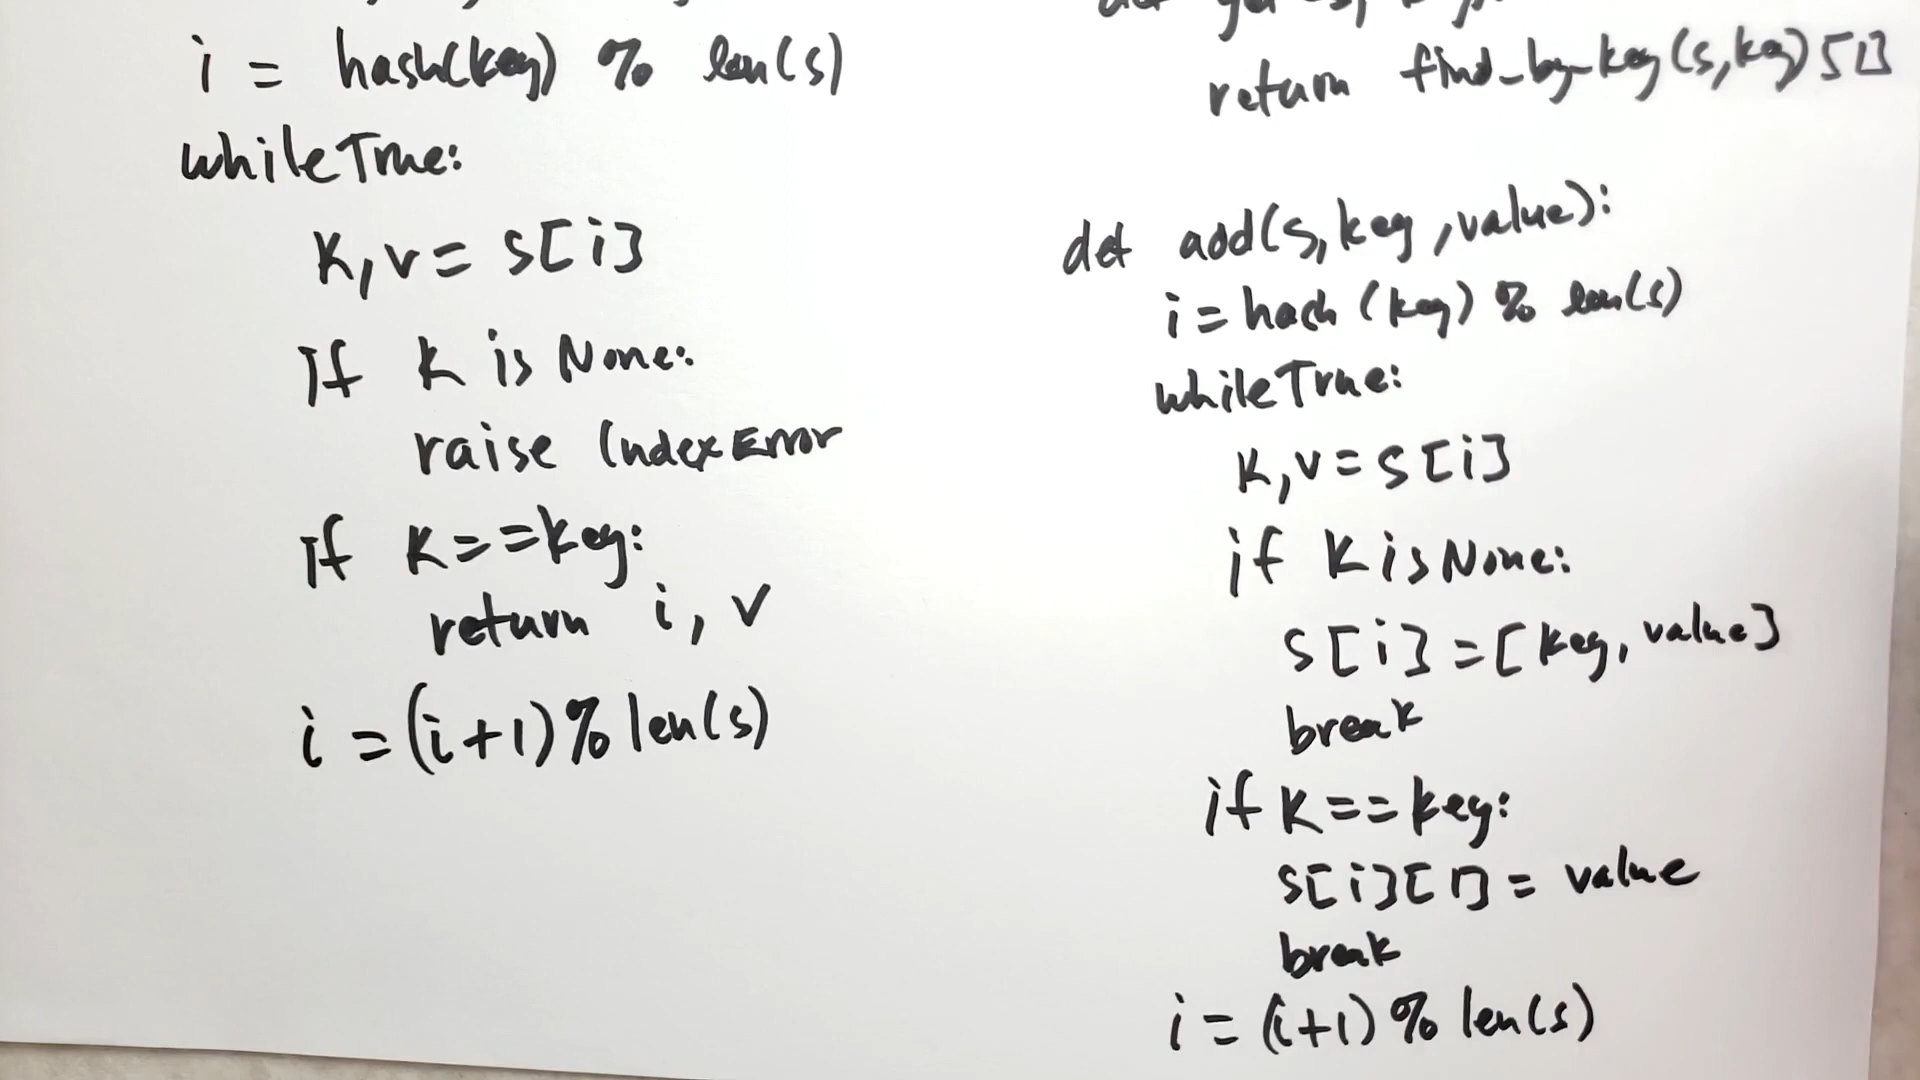 i = hash(key) % len(s)
while True:
k, v = s[i]
If k is None:
raise IndexError
If k == key:
return i, v
i = (i+1) % len(s)
return find_by_key(s, key)[1]
def add(s, key, value):
i = hash(key) % len(s)
while True:
k, v = s[i]
if k is None:
s[i] = [key, value]
break
if k == key:
s[i][1] = value
break
i = (i+1) % len(s)